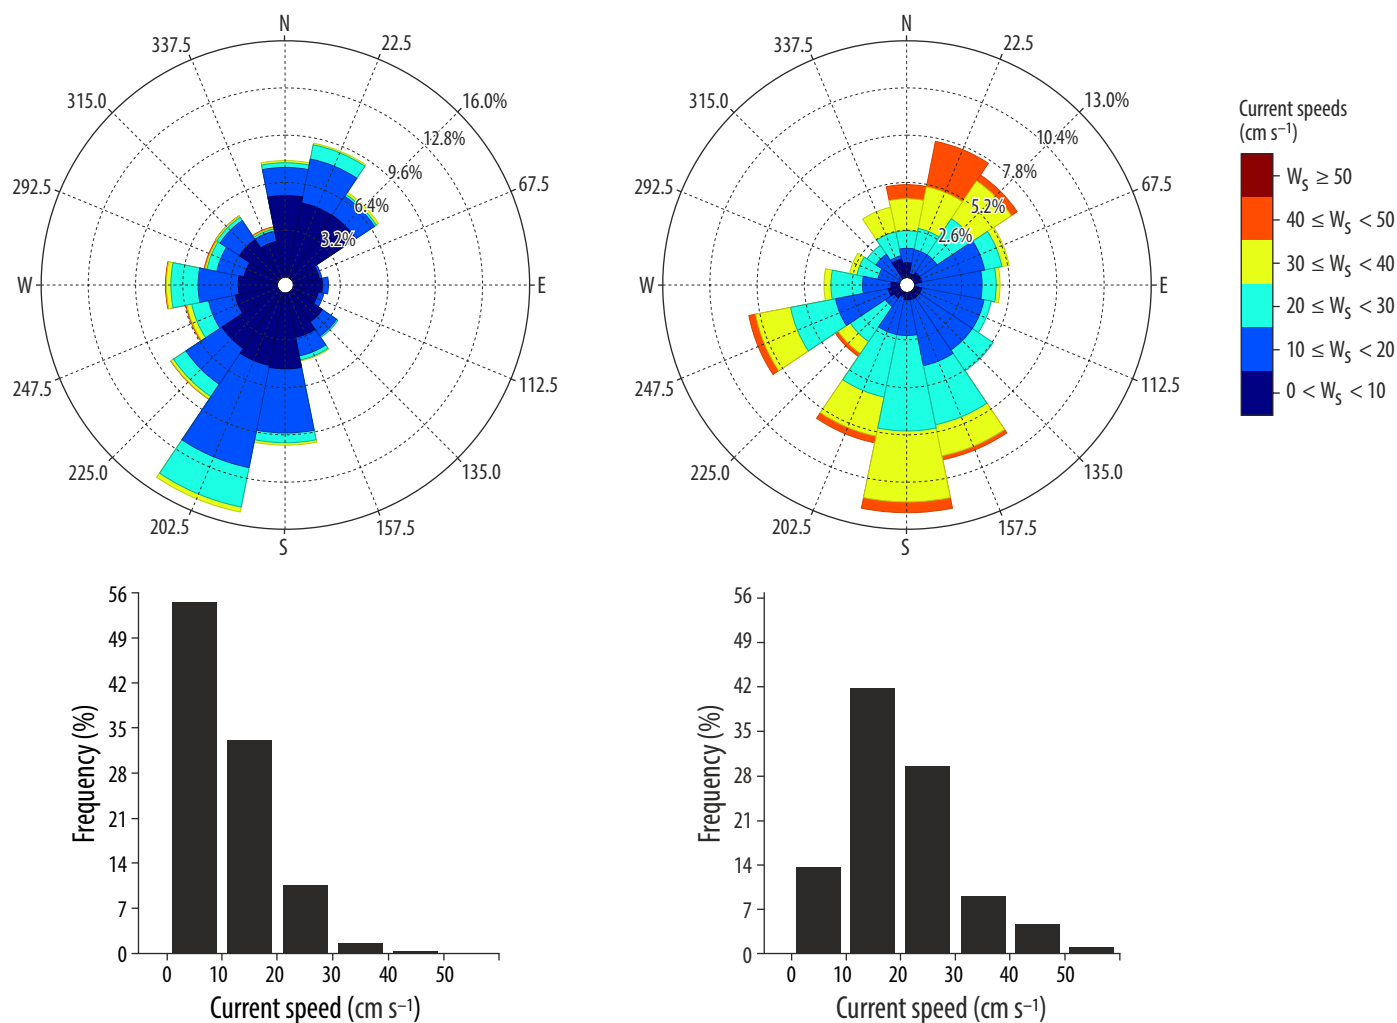 N
22.5
16.0%
12.8%
9.6%
6.4%
3.2%
67.5
E
112.5
135.0
157.5
S
202.5
225.0
247.5
W
292.5
315.0
337.5
N
22.5
13.0%
10.4%
7.8%
5.2%
2.6%
67.5
E
112.5
135.0
157.5
S
202.5
225.0
247.5
W
292.5
315.0
337.5
Current speeds
(cm s⁻¹)
Wₛ ≥ 50
40 ≤ Wₛ < 50
30 ≤ Wₛ < 40
20 ≤ Wₛ < 30
10 ≤ Wₛ < 20
0 < Wₛ < 10
Frequency (%)
56
49
42
35
28
21
14
7
0
0 10 20 30 40 50
Current speed (cm s⁻¹)
Frequency (%)
56
49
42
35
28
21
14
7
0
0 10 20 30 40 50
Current speed (cm s⁻¹)